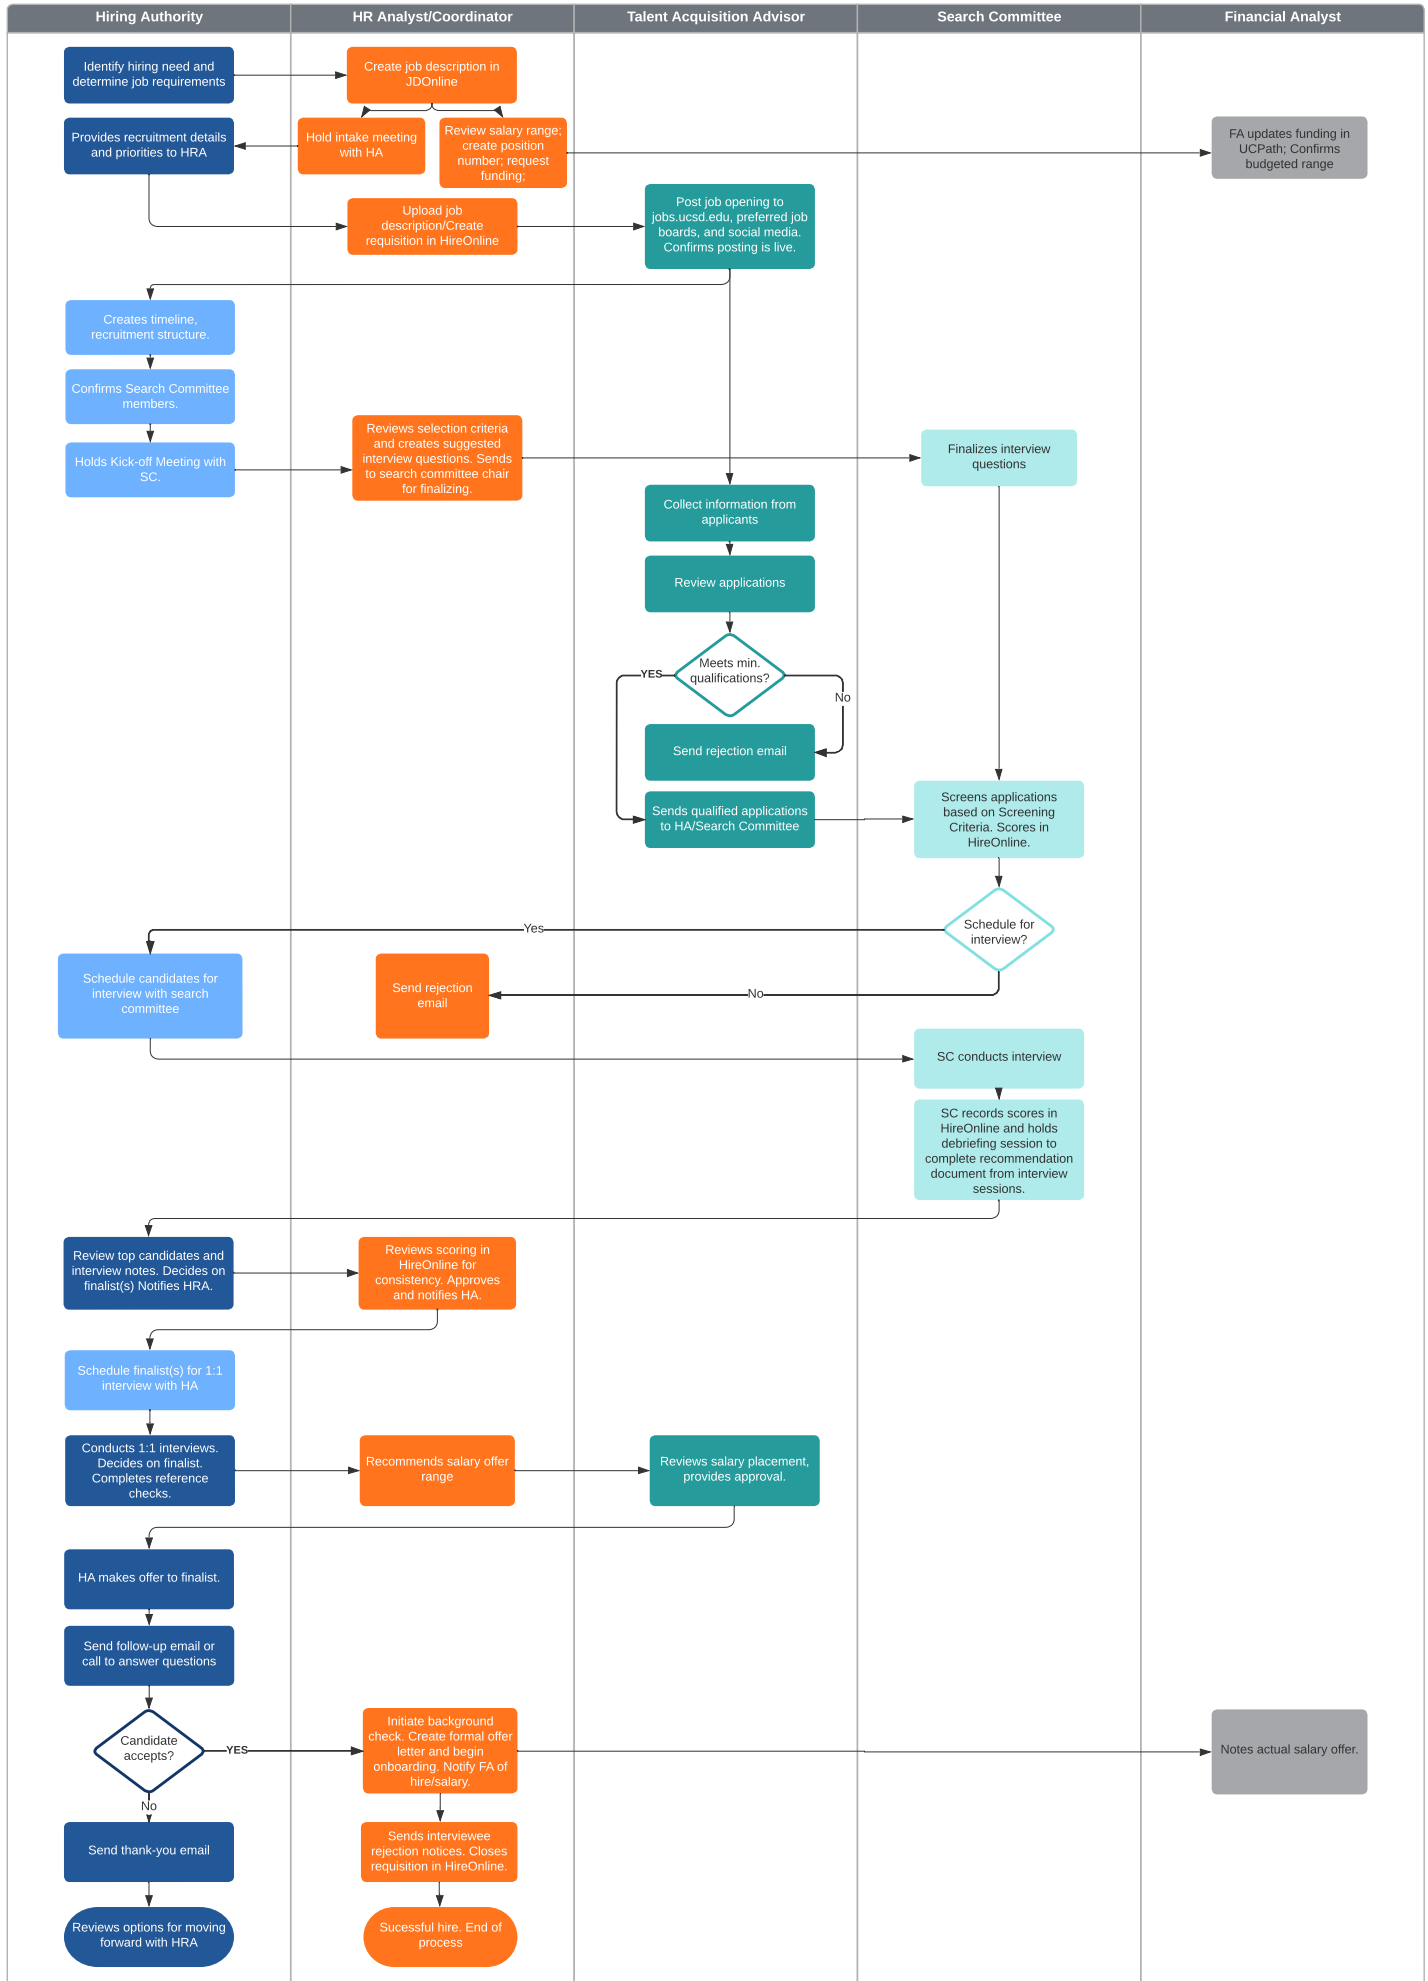 Hiring Authority
HR Analyst/Coordinator
Talent Acquisition Advisor
Search Committee
Financial Analyst
Identify hiring need and
determine job requirements
Create job description in
JDOnline
Provides recruitment details
and priorities to HRA
Hold intake meeting
with HA
Review salary range;
create position
number; request
funding;
FA updates funding in
UCPath; Confirms
budgeted range
Upload job
description/Create
requisition in HireOnline
Post job opening to
jobs.ucsd.edu, preferred job
boards, and social media.
Confirms posting is live.
Creates timeline,
recruitment structure.
Confirms Search Committee
members.
Holds Kick-off Meeting with
SC.
Reviews selection criteria
and creates suggested
interview questions. Sends
to search committee chair
for finalizing.
Finalizes interview
questions
Collect information from
applicants
Review applications
Meets min.
qualifications?
YES
No
Send rejection email
Sends qualified applications
to HA/Search Committee
Screens applications
based on Screening
Criteria. Scores in
HireOnline.
Schedule for
interview?
Yes
No
Schedule candidates for
interview with search
committee
Send rejection
email
SC conducts interview
SC records scores in
HireOnline and holds
debriefing session to
complete recommendation
document from interview
sessions.
Review top candidates and
interview notes. Decides on
finalist(s) Notifies HRA.
Reviews scoring in
HireOnline for
consistency. Approves
and notifies HA.
Schedule finalist(s) for 1:1
interview with HA
Conducts 1:1 interviews.
Decides on finalist.
Completes reference
checks.
Recommends salary offer
range
Reviews salary placement,
provides approval.
HA makes offer to finalist.
Send follow-up email or
call to answer questions
Candidate
accepts?
YES
No
Initiate background
check. Create formal offer
letter and begin
onboarding. Notify FA of
hire/salary.
Notes actual salary offer.
Send thank-you email
Sends interviewee
rejection notices. Closes
requisition in HireOnline.
Reviews options for moving
forward with HRA
Sucessful hire. End of
process